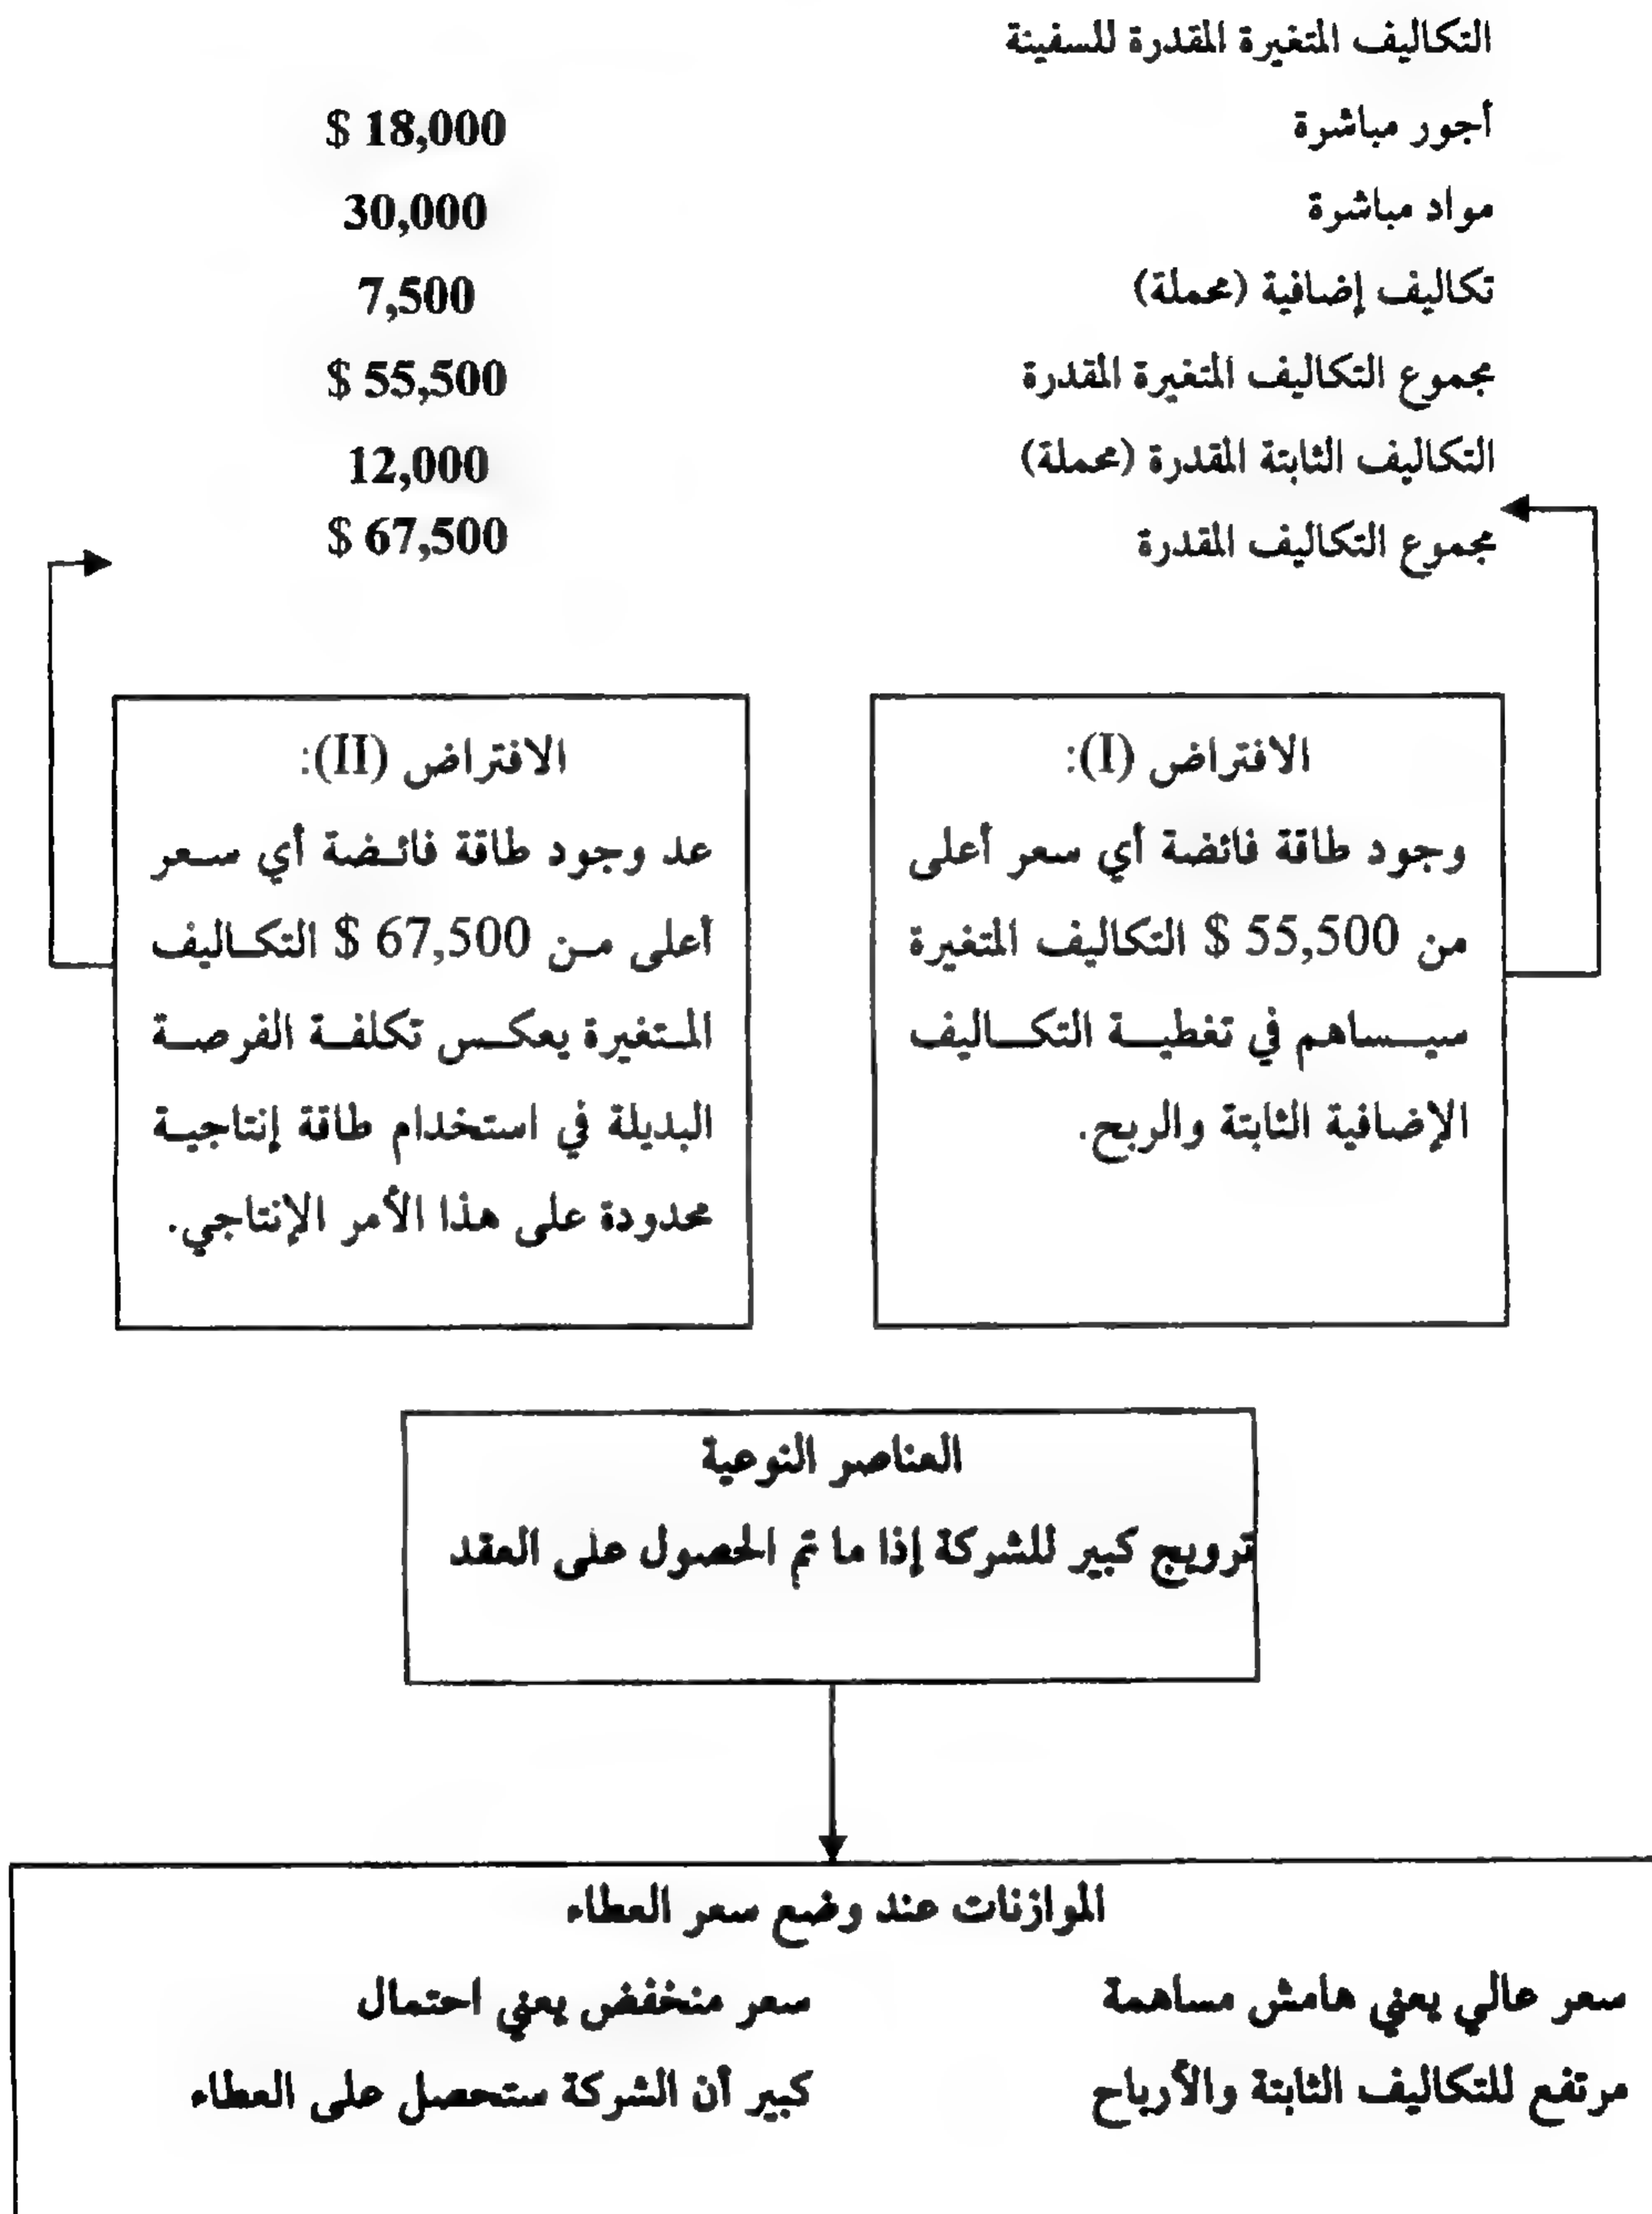 التكاليف المتغيرة المقدرة للسفينة
أجور مباشرة $ 18,000
مواد مباشرة 30,000
تكاليف إضافية (محملة) 7,500
مجموع التكاليف المتغيرة المقدرة $ 55,500
التكاليف الثابتة المقدرة (محملة) 12,000
مجموع التكاليف المقدرة $ 67,500
الافتراض (I):
وجود طاقة فائضة أي سعر أعلى
من 55,500 $ التكاليف المتغيرة
سيساهم في تغطية التكاليف
الإضافية الثابتة والربح.
الافتراض (II):
عد وجود طاقة فائضة أي سعر
أعلى من 67,500 $ التكاليف
المتغيرة يعكس تكلفة الفرصة
البديلة في استخدام طاقة إنتاجية
محدودة على هذا الأمر الإنتاجي.
العناصر النوعية
ترويج كبير للشركة إذا ما تم الحصول على العقد
الموازنات عند وضع سعر العطاء
سعر عالي يعني هامش مساهمة
مرتفع للتكاليف الثابتة والأرباح
سعر منخفض يعني احتمال
كبير أن الشركة ستحصل على العطاء